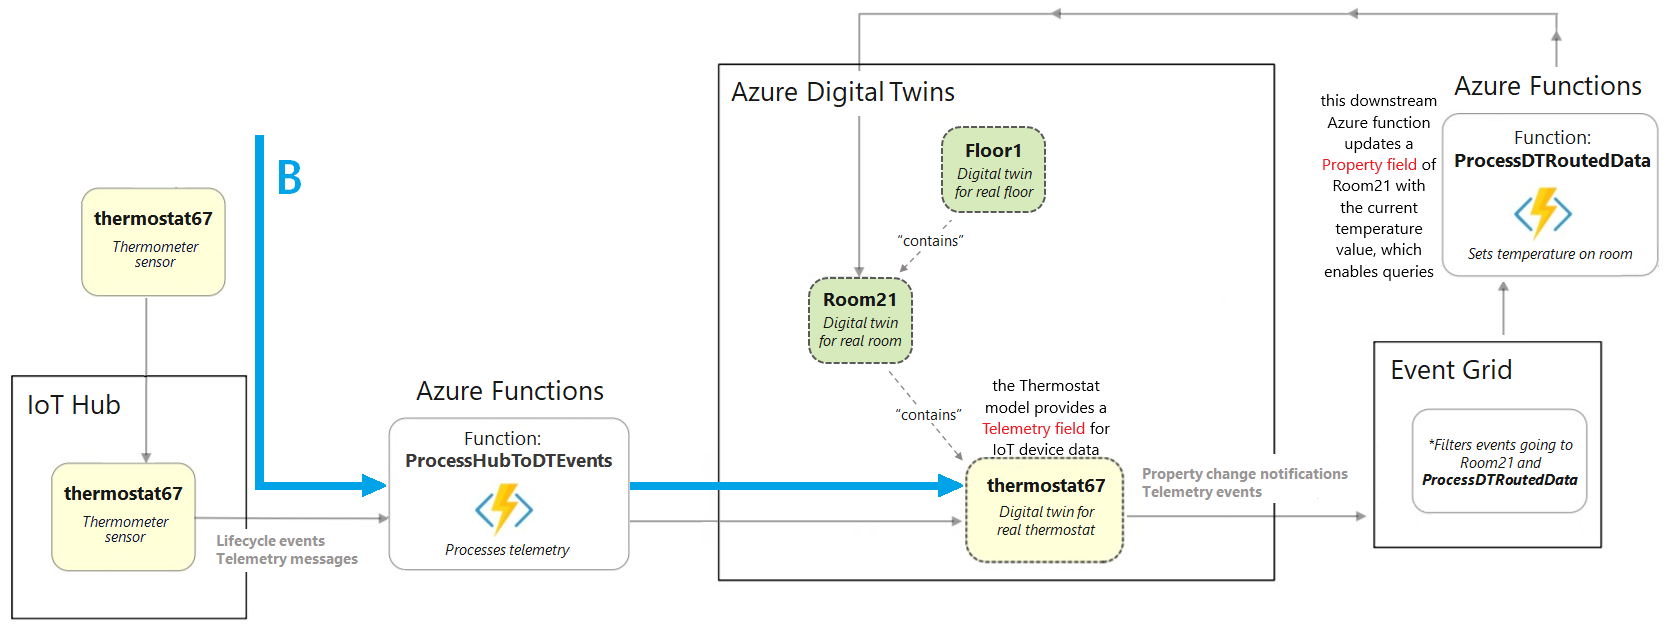 B
thermostat67
Thermometer
sensor
IoT Hub
thermostat67
Thermometer
sensor
Lifecycle events
Telemetry messages
Azure Functions
Function:
ProcessHubToDTEvents
Processes telemetry
Azure Digital Twins
Floor1
Digital twin
for real floor
“contains”
Room21
Digital twin
for real room
“contains”
the Thermostat
model provides a
Telemetry field for
IoT device data
thermostat67
Digital twin for
real thermostat
Property change notifications
Telemetry events
Event Grid
*Filters events going to
Room21 and
ProcessDTRoutedData
this downstream
Azure function
updates a
Property field of
Room21 with
the current
temperature
value, which
enables queries
Azure Functions
Function:
ProcessDTRoutedData
Sets temperature on room